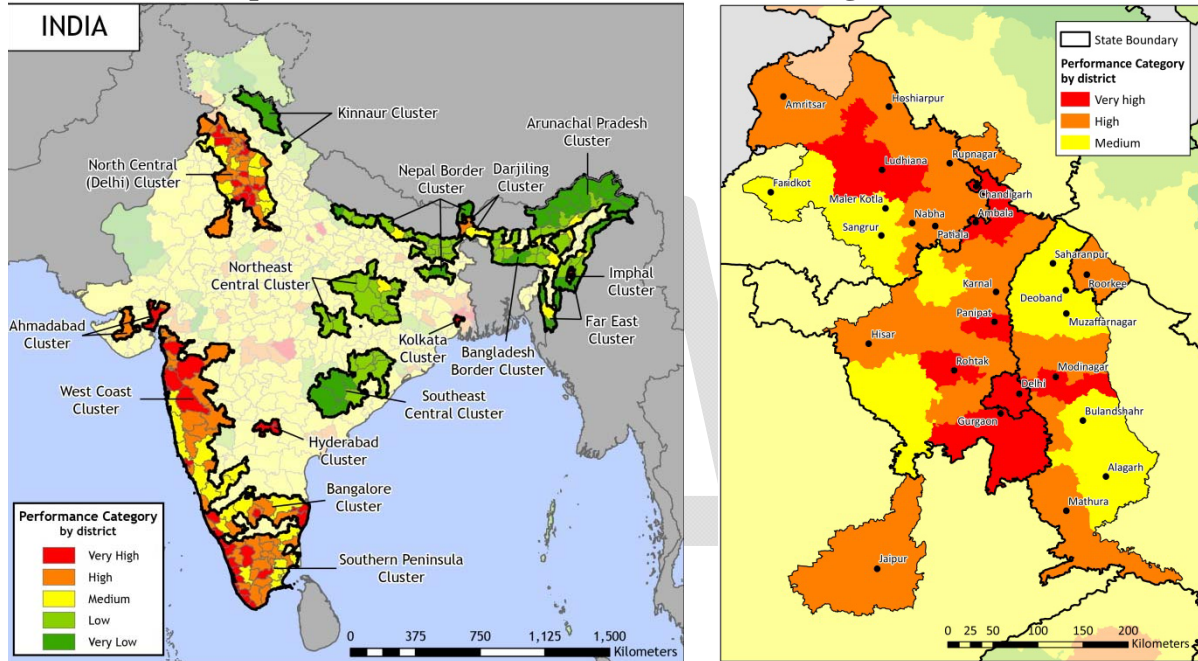 INDIA
Kinnaur Cluster
Arunachal Pradesh
Cluster
North Central
(Delhi) Cluster
Nepal Border
Cluster
Darjiling
Cluster
Northeast
Central Cluster
Imphal
Cluster
Ahmadabad
Cluster
Kolkata
Cluster
Far East
Cluster
Bangladesh
Border Cluster
West Coast
Cluster
Southeast
Central Cluster
Hyderabad
Cluster
Bangalore
Cluster
Southern Peninsula
Cluster
Performance Category
by district
Very High
High
Medium
Low
Very Low
0 375 750 1,125 1,500
Kilometers
State Boundary
Performance Category
by district
Very high
High
Medium
Amritsar
Hoshiarpur
Rupnagar
Ludhiana
Chandigarh
Faridkot
Maler Kotla
Nabha
Ambala
Patiala
Sangrur
Saharanpur
Roorkee
Karnal
Deoband
Panipat
Muzaffarnagar
Hisar
Rohtak
Modinagar
Delhi
Gurgaon
Bulandshahr
Alagarh
Mathura
Jaipur
0 25 50 100 150 200
Kilometers